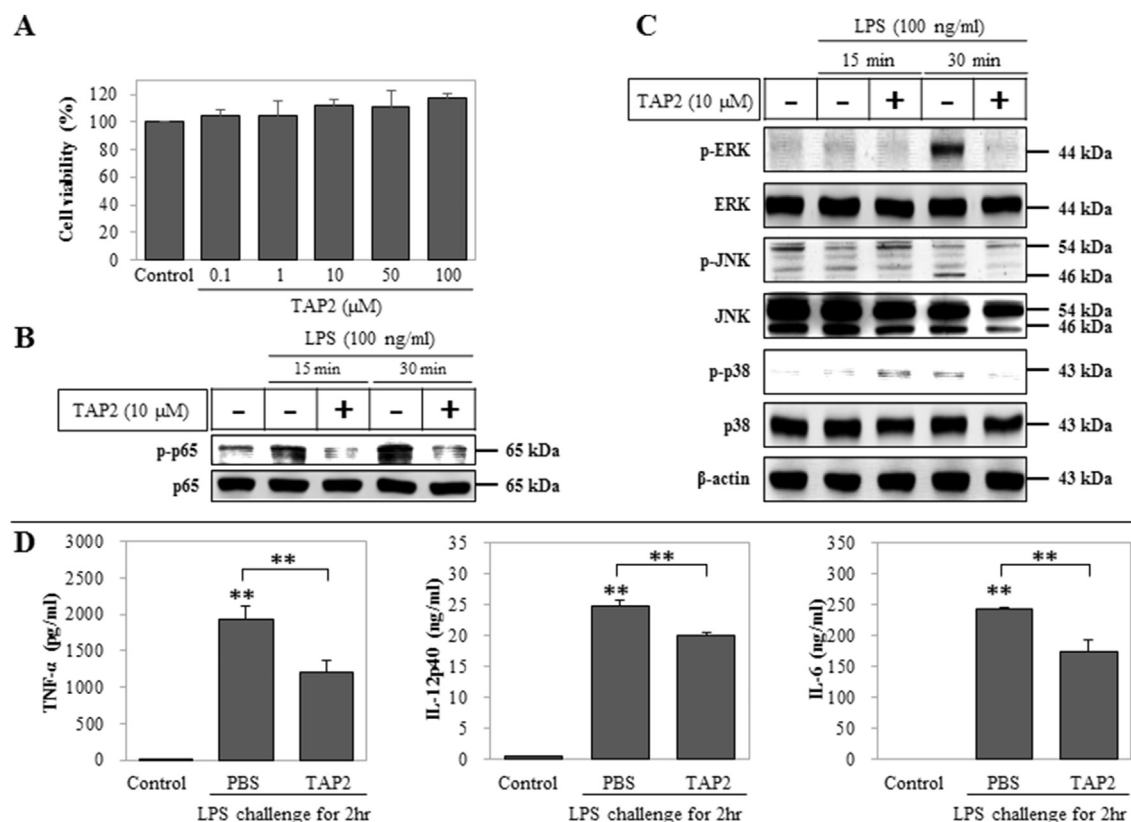 A
Cell viability (%)
120
100
80
60
40
20
0
Control
0.1
1
10
50
100
TAP2 (μM)
B
LPS (100 ng/ml)
15 min
30 min
TAP2 (10 μM)
– – + – +
p-p65
65 kDa
p65
65 kDa
C
LPS (100 ng/ml)
15 min
30 min
TAP2 (10 μM)
– – + – +
p-ERK
44 kDa
ERK
44 kDa
p-JNK
54 kDa
46 kDa
JNK
54 kDa
46 kDa
p-p38
43 kDa
p38
43 kDa
β-actin
43 kDa
D
TNF-α (pg/ml)
3000
2500
2000
1500
1000
500
0
**
**
Control
PBS
TAP2
LPS challenge for 2hr
IL-12p40 (ng/ml)
35
30
25
20
15
10
5
0
**
**
Control
PBS
TAP2
LPS challenge for 2hr
IL-6 (ng/ml)
350
300
250
200
150
100
50
0
**
**
Control
PBS
TAP2
LPS challenge for 2hr